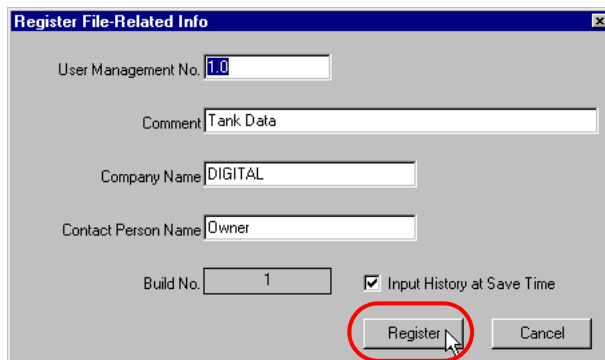 Register File-Related Info
User Management No. 1.0
Comment Tank Data
Company Name DIGITAL
Contact Person Name Owner
Build No. 1 Input History at Save Time
Register Cancel